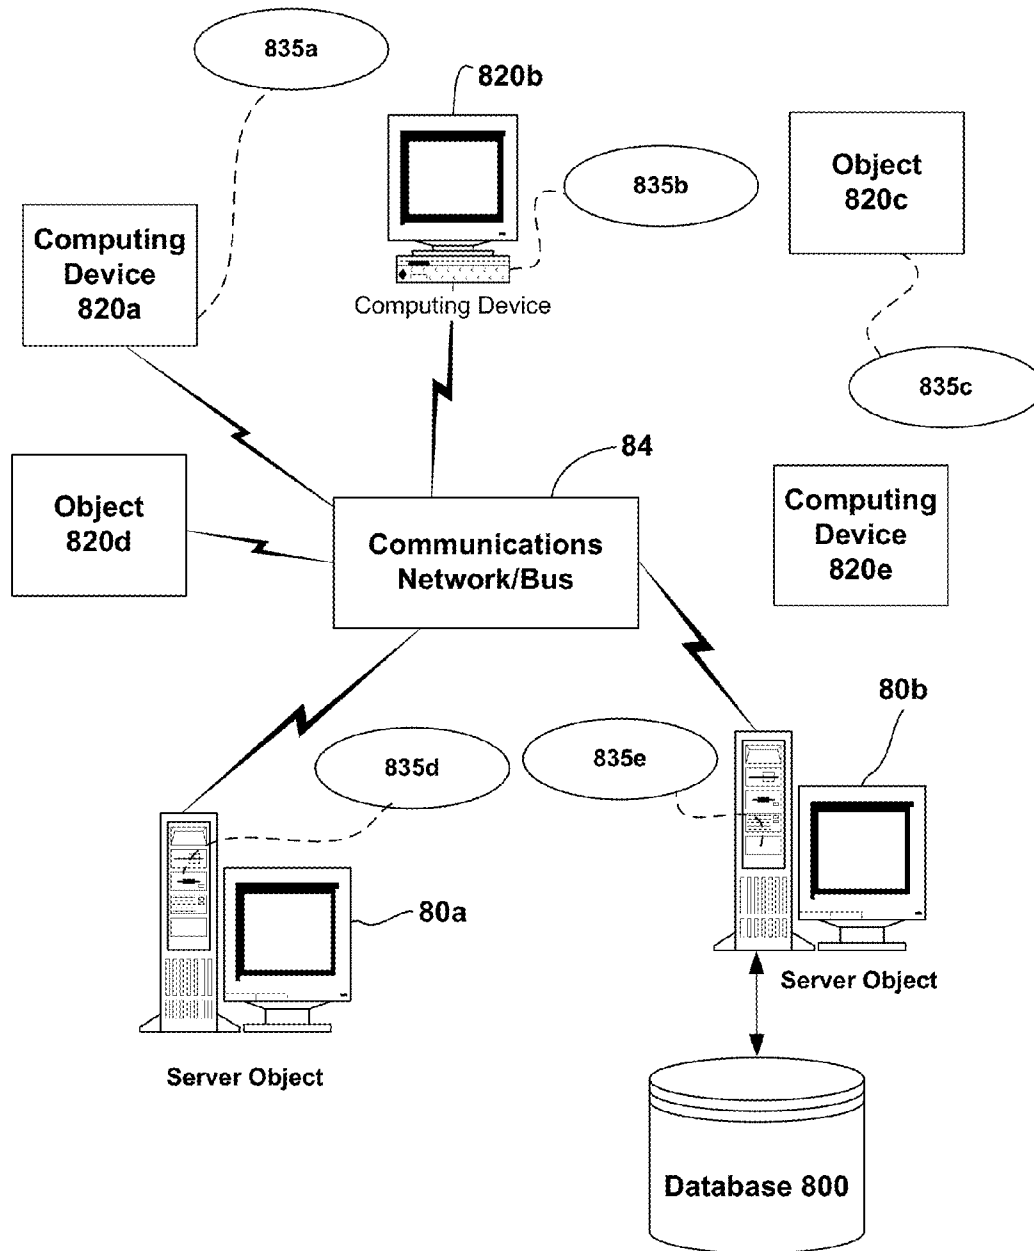 835a
820b
835b
Object
820c
Computing
Device
820a
Computing Device
835c
84
Object
820d
Communications
Network/Bus
Computing
Device
820e
80b
835d
835e
80a
Server Object
Server Object
Database 800